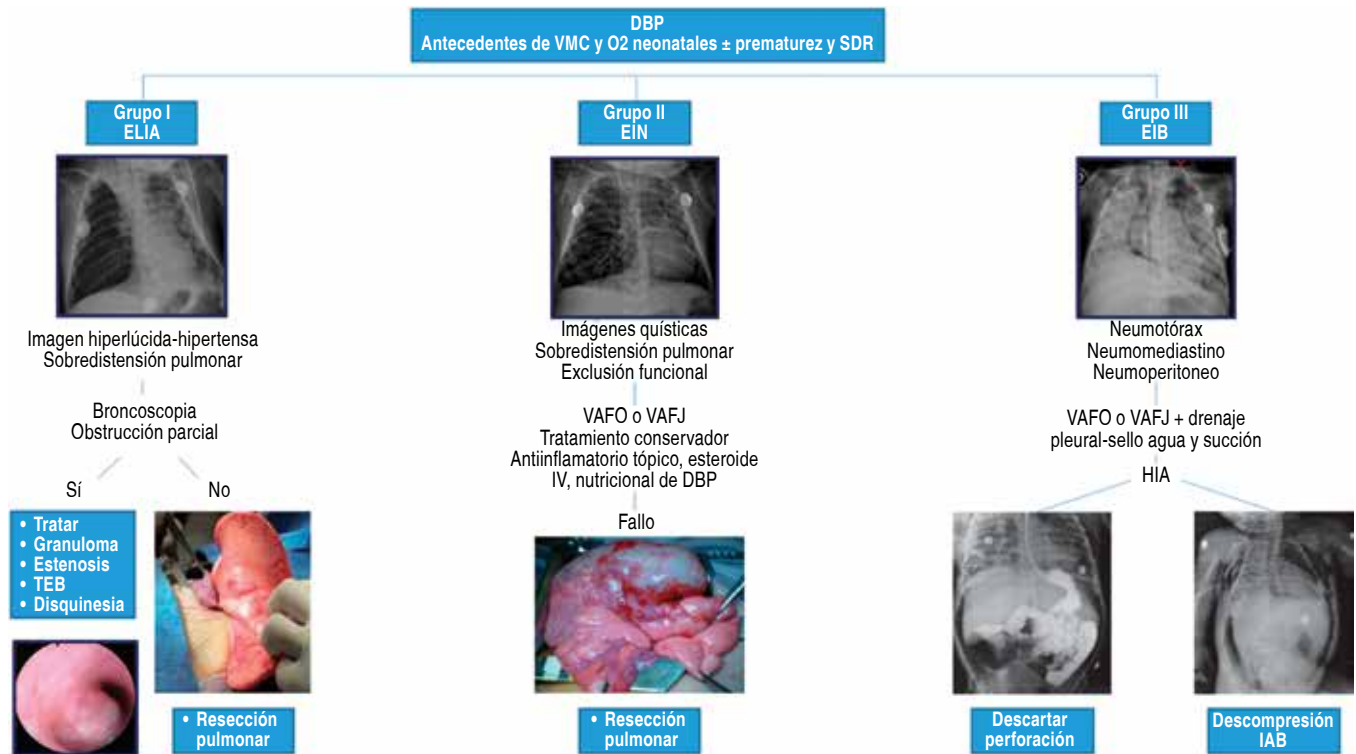 DBP
Antecedentes de VMC y O2 neonatales ± prematurez y SDR
Grupo I
ELIA
Imagen hiperlúcida-hipertensa
Sobredistensión pulmonar
Broncoscopia
Obstrucción parcial
Sí
No
• Tratar
• Granuloma
• Estenosis
• TEB
• Disquinesia
• Resección
pulmonar
Grupo II
EIN
Imágenes quísticas
Sobredistensión pulmonar
Exclusión funcional
VAFO o VAFJ
Tratamiento conservador
Antiinflamatorio tópico, esteroide
IV, nutricional de DBP
Fallo
• Resección
pulmonar
Grupo III
EIB
Neumotórax
Neumomediastino
Neumoperitoneo
VAFO o VAFJ + drenaje
pleural-sello agua y succión
HIA
Descartar
perforación
Descompresión
IAB